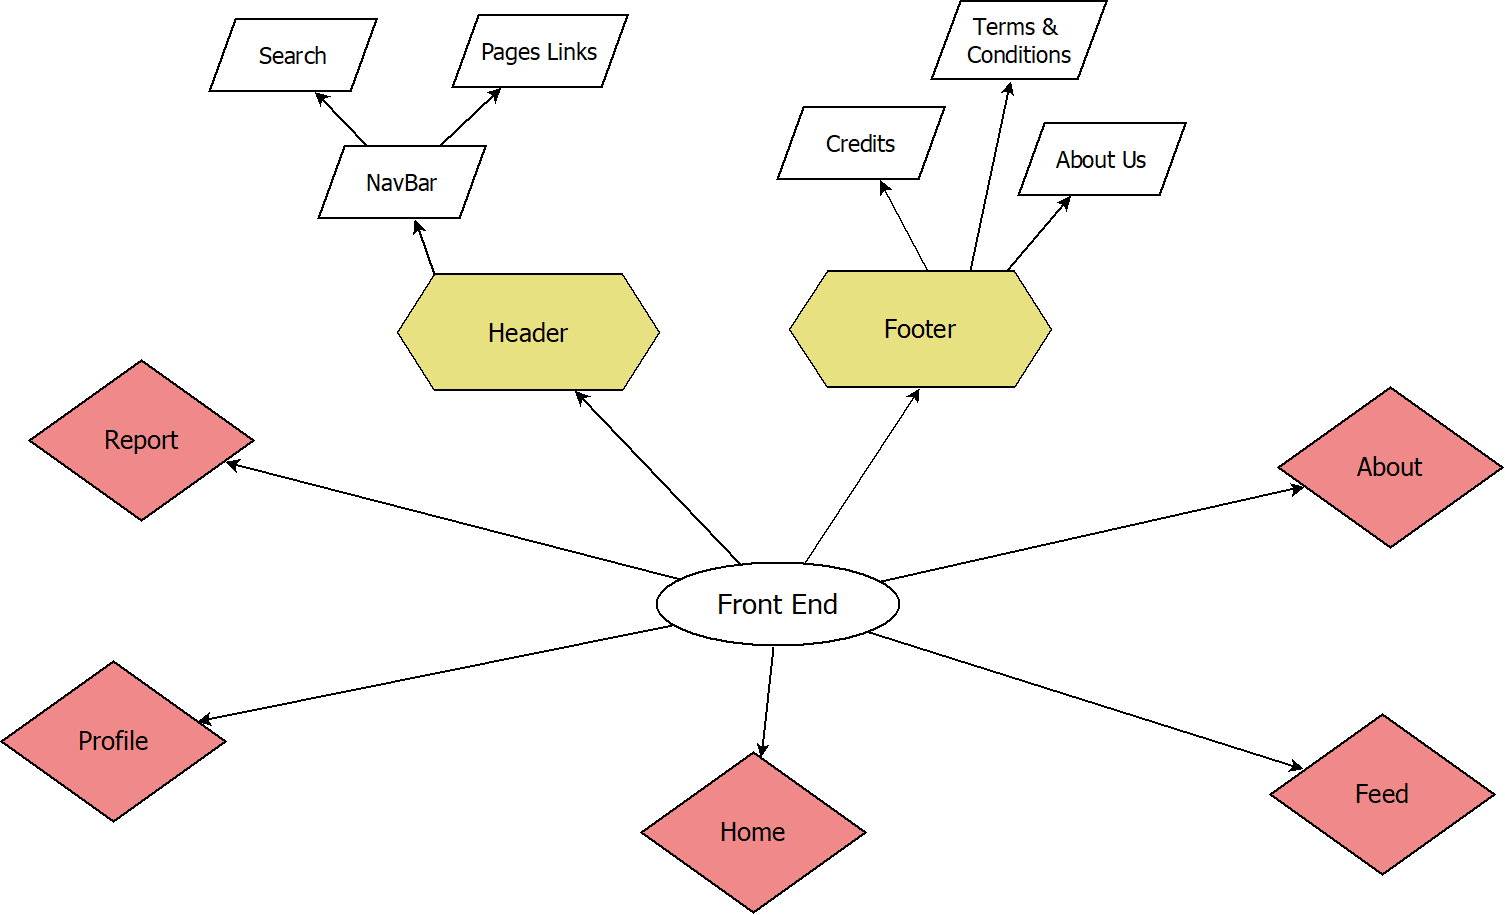 Search
Pages Links
Terms &
Conditions
Credits
About Us
NavBar
Header
Footer
Report
About
Front End
Profile
Home
Feed